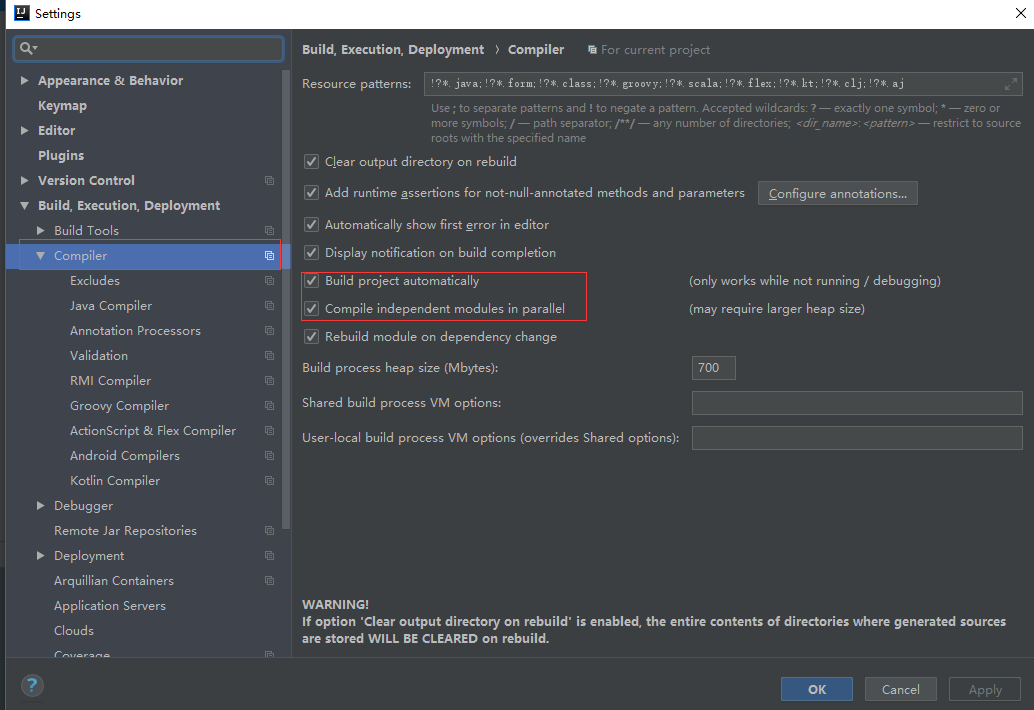 IJ Settings
Appearance & Behavior
Keymap
Editor
Plugins
Version Control
Build, Execution, Deployment
Build Tools
Compiler
Excludes
Java Compiler
Annotation Processors
Validation
RMI Compiler
Groovy Compiler
ActionScript & Flex Compiler
Android Compilers
Kotlin Compiler
Debugger
Remote Jar Repositories
Deployment
Arquillian Containers
Application Servers
Clouds
Coverage
Build, Execution, Deployment › Compiler For current project
Resource patterns: !?*.java;!?*.form;!?*.class;!?*.groovy;!?*.scala;!?*.flex;!?*.kt;!?*.clj;!?*.aj
Use ; to separate patterns and ! to negate a pattern. Accepted wildcards: ? — exactly one symbol; * — zero or
more symbols; / — path separator; /**/ — any number of directories; <dir_name>:<pattern> — restrict to source
roots with the specified name
Clear output directory on rebuild
Add runtime assertions for not-null-annotated methods and parameters Configure annotations...
Automatically show first error in editor
Display notification on build completion
Build project automatically (only works while not running / debugging)
Compile independent modules in parallel (may require larger heap size)
Rebuild module on dependency change
Build process heap size (Mbytes): 700
Shared build process VM options:
User-local build process VM options (overrides Shared options):
WARNING!
If option 'Clear output directory on rebuild' is enabled, the entire contents of directories where generated sources
are stored WILL BE CLEARED on rebuild.
? OK Cancel Apply